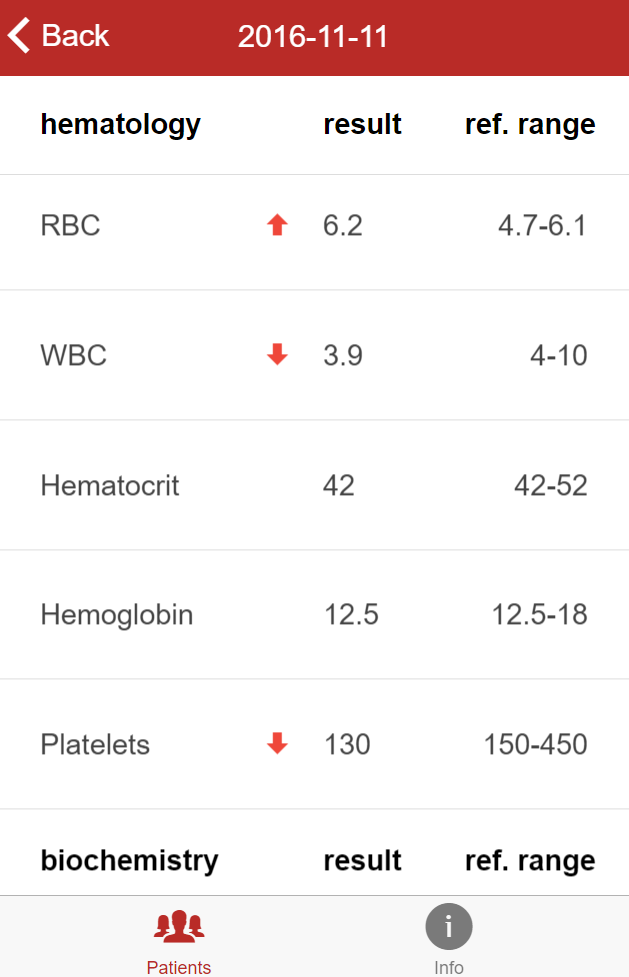 Back 2016-11-11
hematology result ref. range
RBC 6.2 4.7-6.1
WBC 3.9 4-10
Hematocrit 42 42-52
Hemoglobin 12.5 12.5-18
Platelets 130 150-450
biochemistry result ref. range
i
Patients Info